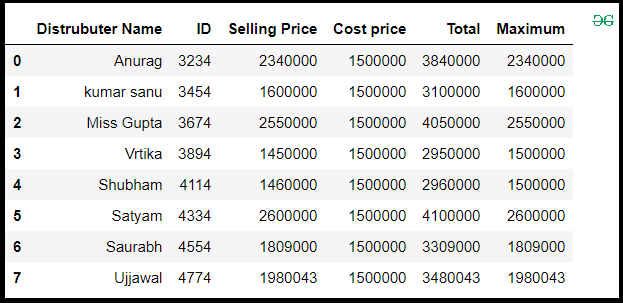 Distrubuter Name ID Selling Price Cost price Total Maximum
0 Anurag 3234 2340000 1500000 3840000 2340000
1 kumar sanu 3454 1600000 1500000 3100000 1600000
2 Miss Gupta 3674 2550000 1500000 4050000 2550000
3 Vrtika 3894 1450000 1500000 2950000 1500000
4 Shubham 4114 1460000 1500000 2960000 1500000
5 Satyam 4334 2600000 1500000 4100000 2600000
6 Saurabh 4554 1809000 1500000 3309000 1809000
7 Ujjawal 4774 1980043 1500000 3480043 1980043